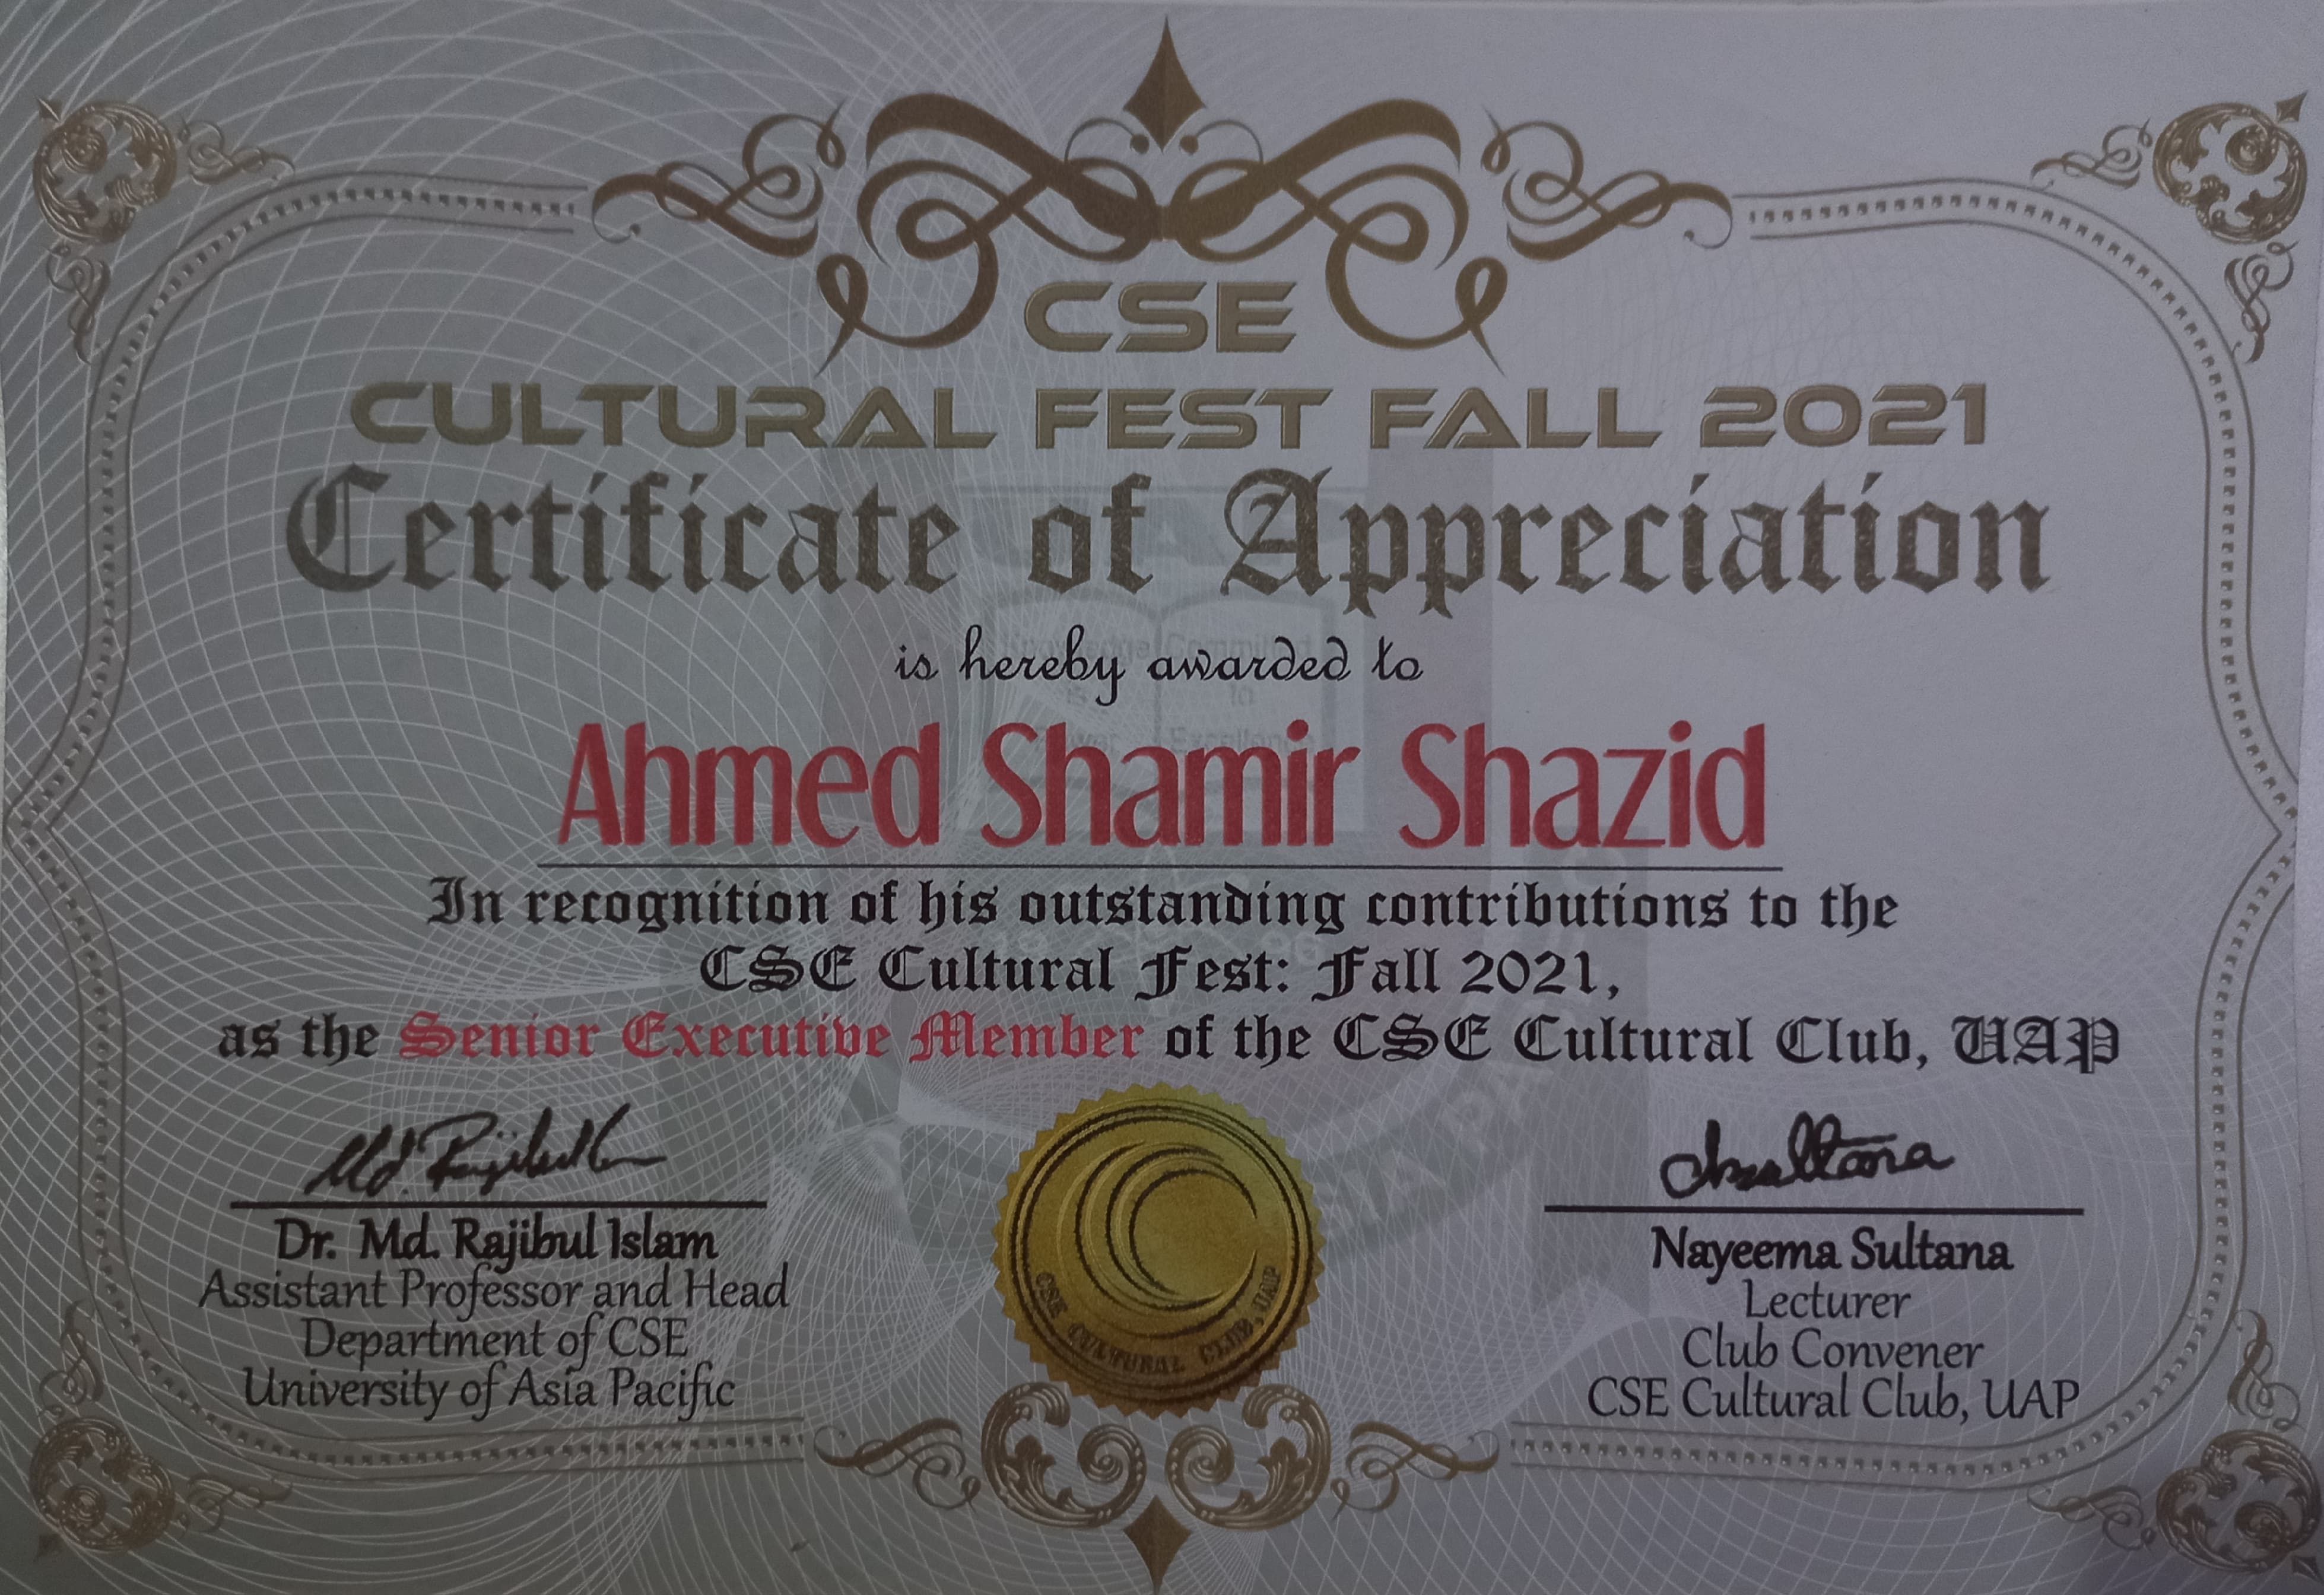 CSE
CULTURAL FEST FALL 2021
Certificate of Appreciation
is hereby awarded to
Ahmed Shamir Shazid
In recognition of his outstanding contributions to the
CSE Cultural Fest: Fall 2021,
as the Senior Executive Member of the CSE Cultural Club, UAP
Md. Rajibul
Dr. Md. Rajibul Islam
Assistant Professor and Head
Department of CSE
University of Asia Pacific
CSE CULTURAL CLUB, UAP
Nayeema Sultana
Lecturer
Club Convener
CSE Cultural Club, UAP